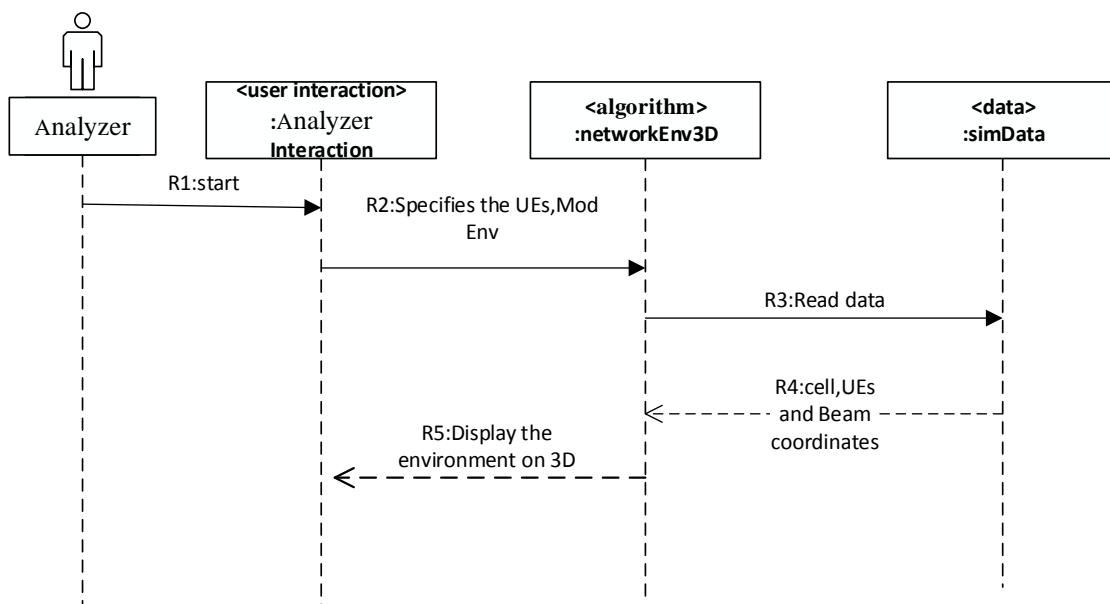 Analyzer
<user interaction>
:Analyzer
Interaction
<algorithm>
:networkEnv3D
<data>
:simData
R1:start
R2:Specifies the UEs,Mod
Env
R3:Read data
R4:cell,UEs
and Beam
coordinates
R5:Display the
environment on 3D